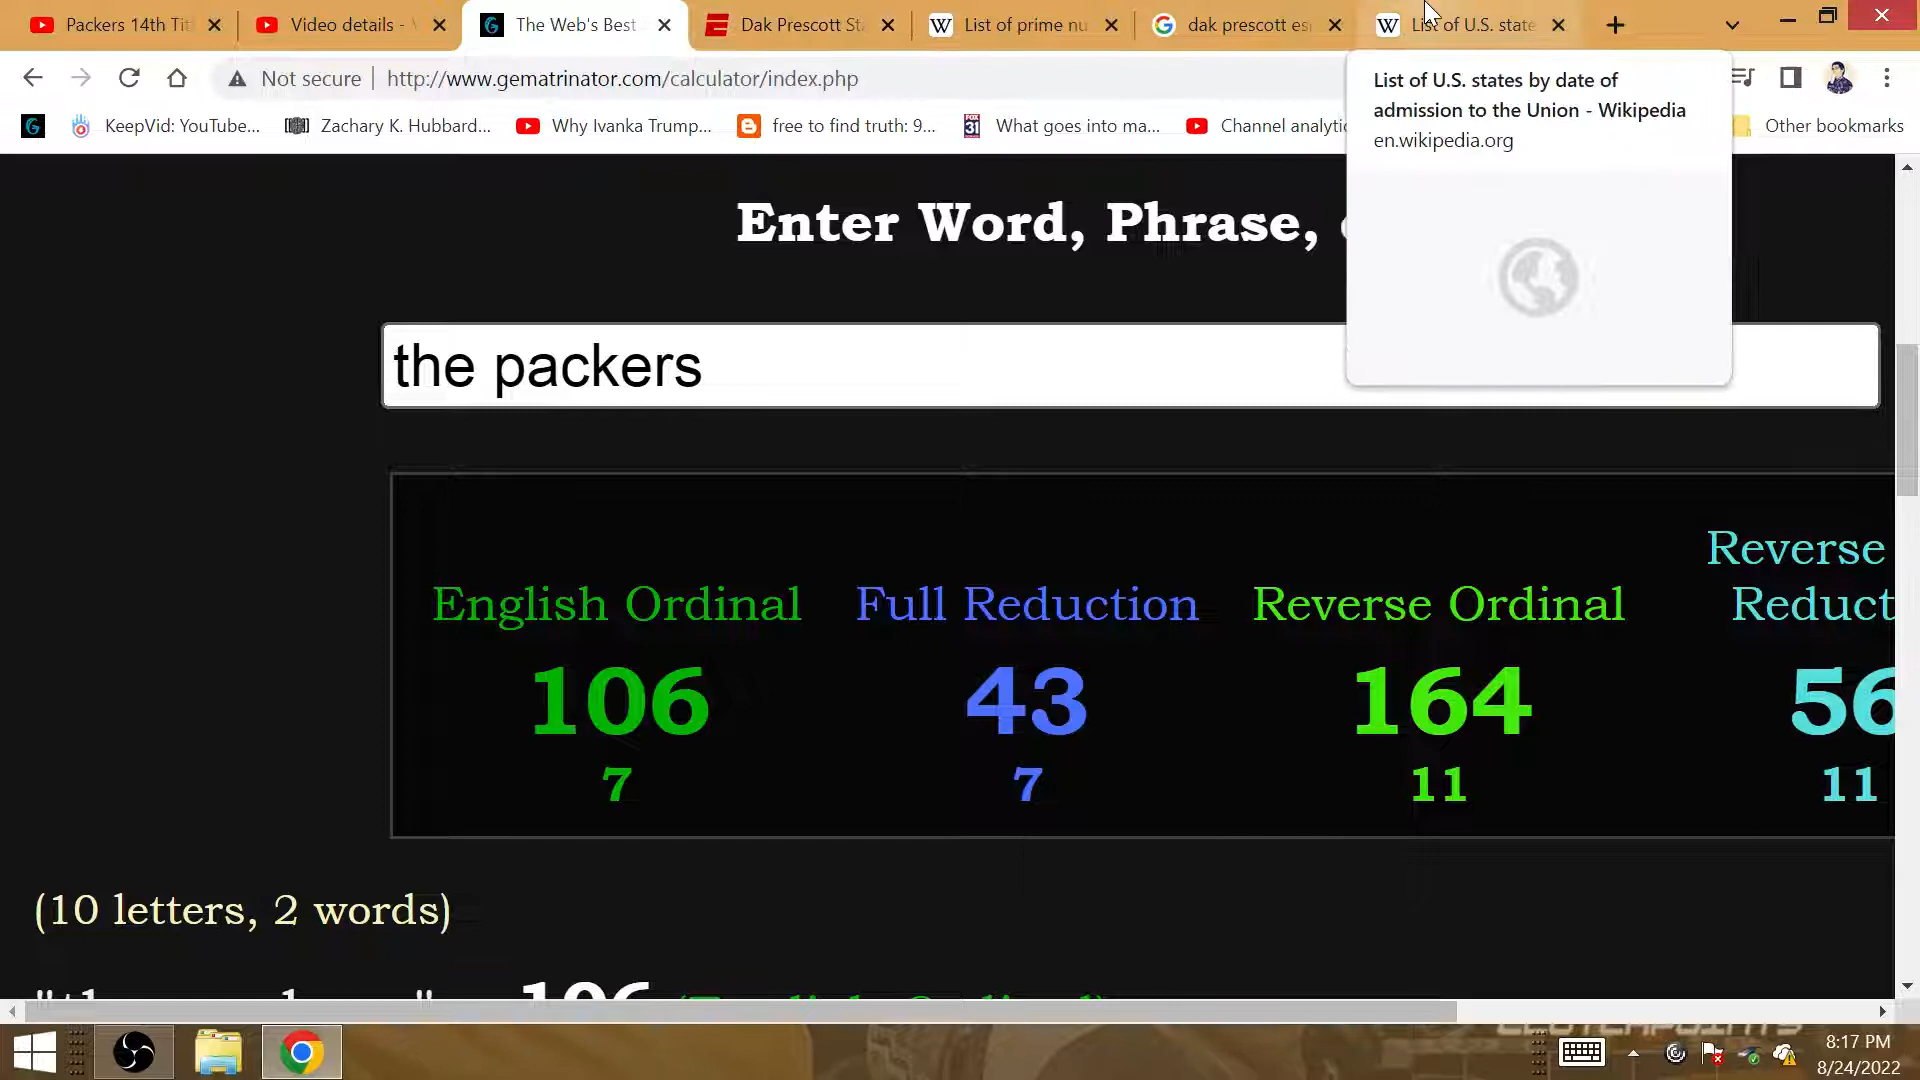 Packers 14th Tit
Video details -
The Web's Best
Dak Prescott Sta
List of prime nu
dak prescott es
List of U.S. state
Not secure | http://www.gematrinator.com/calculator/index.php
KeepVid: YouTube...
Zachary K. Hubbard...
Why Ivanka Trump...
free to find truth: 9...
What goes into ma...
Channel analytic
Other bookmarks
List of U.S. states by date of
admission to the Union - Wikipedia
en.wikipedia.org
Enter Word, Phrase,
the packers
English Ordinal Full Reduction Reverse Ordinal Reverse
Reduct
106 43 164 56
7 7 11 11
(10 letters, 2 words)
8:17 PM
8/24/2022